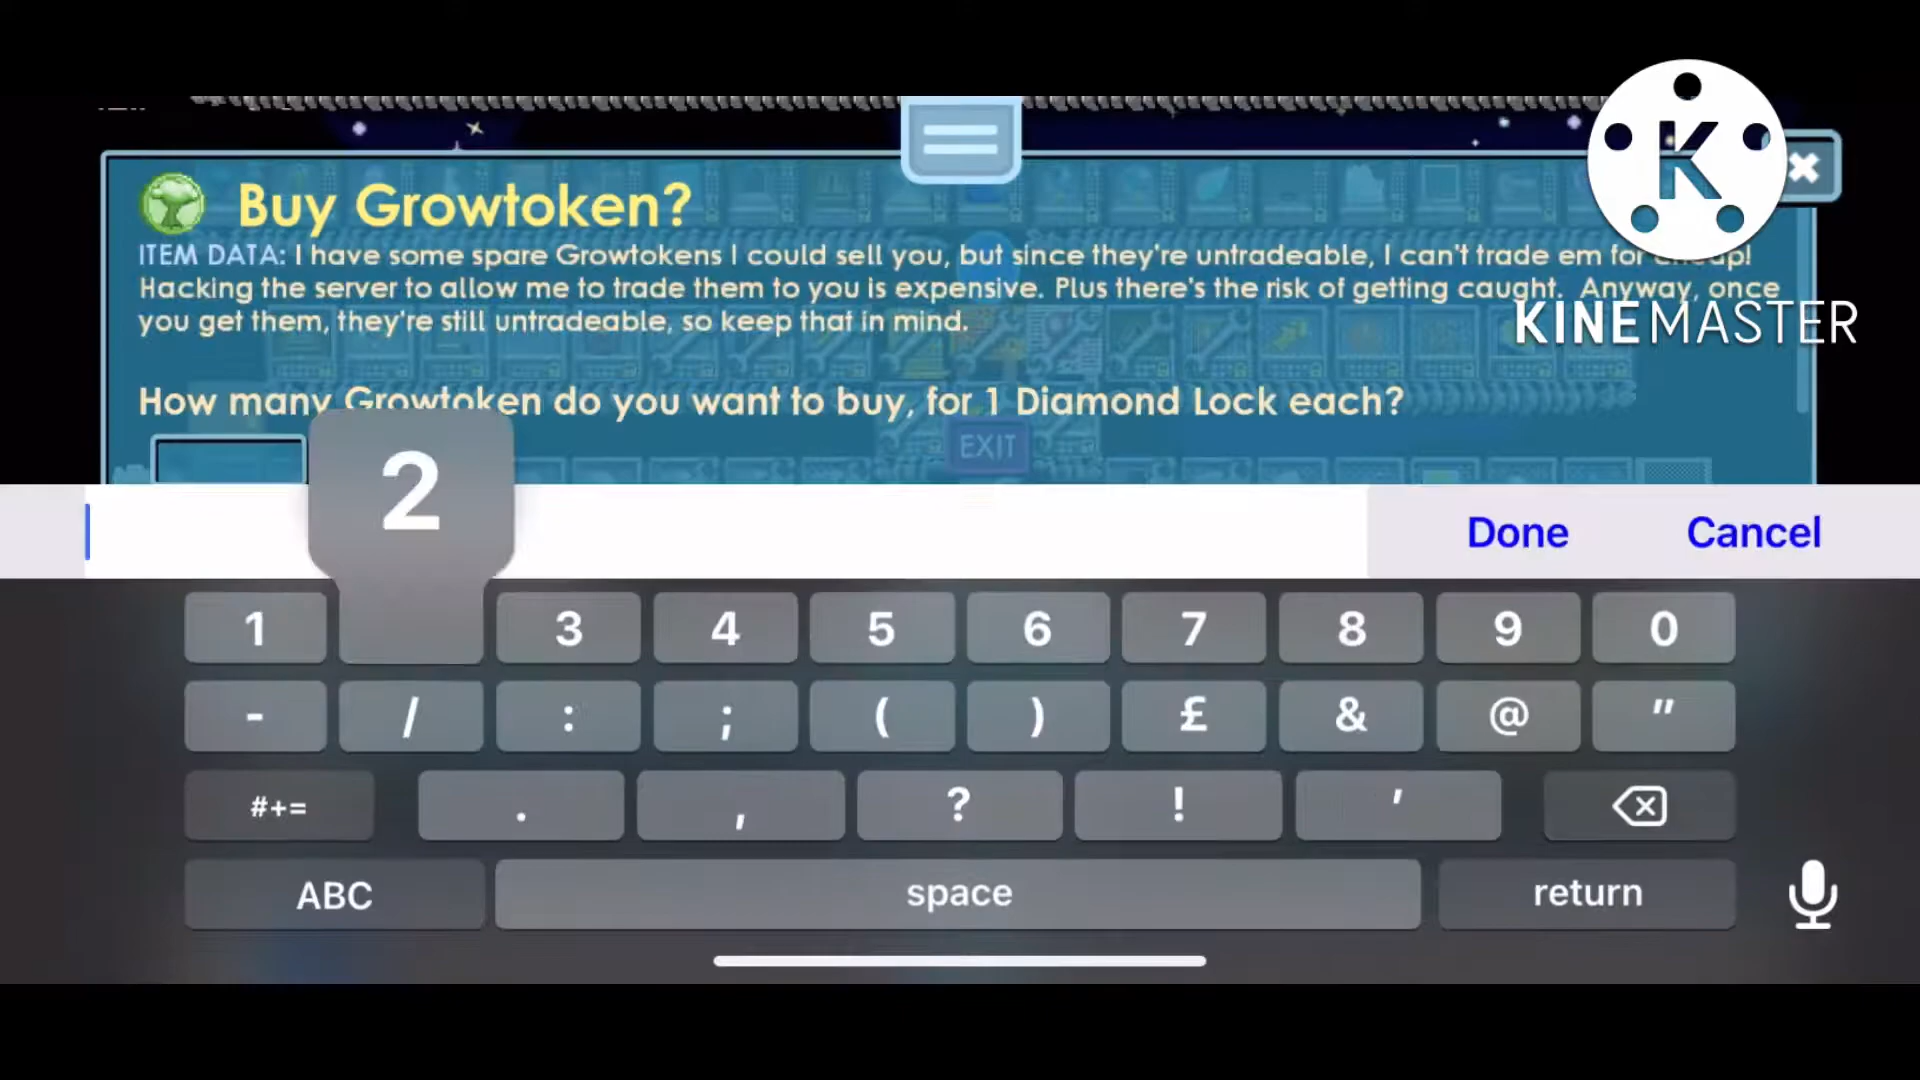 Buy Growtoken?
ITEM DATA: I have some spare Growtokens I could sell you, but since they're untradeable, I can't trade em for cheap!
Hacking the server to allow me to trade them to you is expensive. Plus there's the risk of getting caught. Anyway, once
you get them, they're still untradeable, so keep that in mind.
K
KINEMASTER
How many Growtoken do you want to buy, for 1 Diamond Lock each?
EXIT
2
Done Cancel
1 3 4 5 6 7 8 9 0
- / : ; ( ) £ & @ "
#+= . , ? ! '
ABC space return